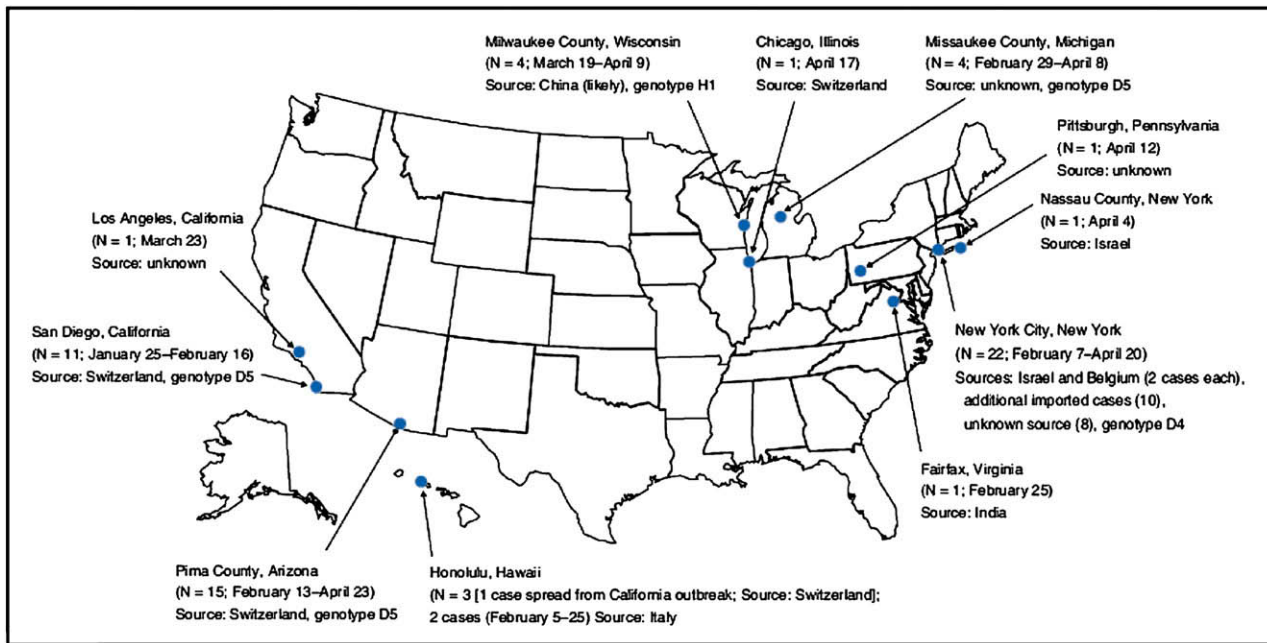 Milwaukee County, Wisconsin
(N = 4; March 19–April 9)
Source: China (likely), genotype H1
Chicago, Illinois
(N = 1; April 17)
Source: Switzerland
Missaukee County, Michigan
(N = 4; February 29–April 8)
Source: unknown, genotype D5
Pittsburgh, Pennsylvania
(N = 1; April 12)
Source: unknown
Nassau County, New York
(N = 1; April 4)
Source: Israel
Los Angeles, California
(N = 1; March 23)
Source: unknown
San Diego, California
(N = 11; January 25–February 16)
Source: Switzerland, genotype D5
New York City, New York
(N = 22; February 7–April 20)
Sources: Israel and Belgium (2 cases each),
additional imported cases (10),
unknown source (8), genotype D4
Fairfax, Virginia
(N = 1; February 25)
Source: India
Pima County, Arizona
(N = 15; February 13–April 23)
Source: Switzerland, genotype D5
Honolulu, Hawaii
(N = 3 [1 case spread from California outbreak; Source: Switzerland];
2 cases (February 5–25) Source: Italy